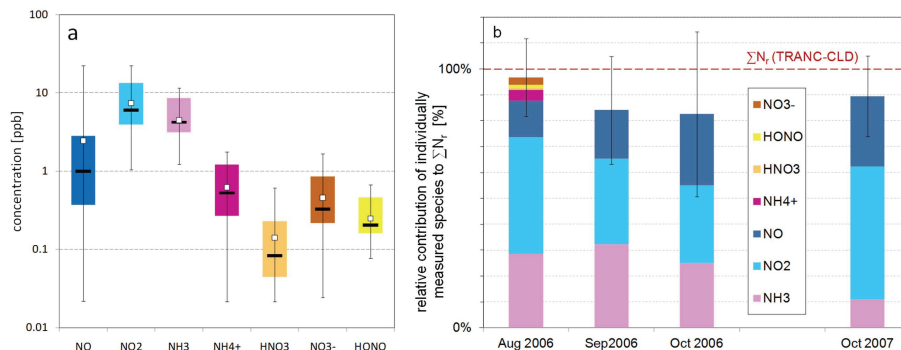 a
concentration [ppb]
100
10
1
0.1
0.01
NO NO2 NH3 NH4+ HNO3 NO3- HONO
b
relative contribution of individually
measured species to ∑Nr [%]
∑Nr (TRANC-CLD)
100%
0%
NO3-
HONO
HNO3
NH4+
NO
NO2
NH3
Aug 2006 Sep2006 Oct 2006 Oct 2007